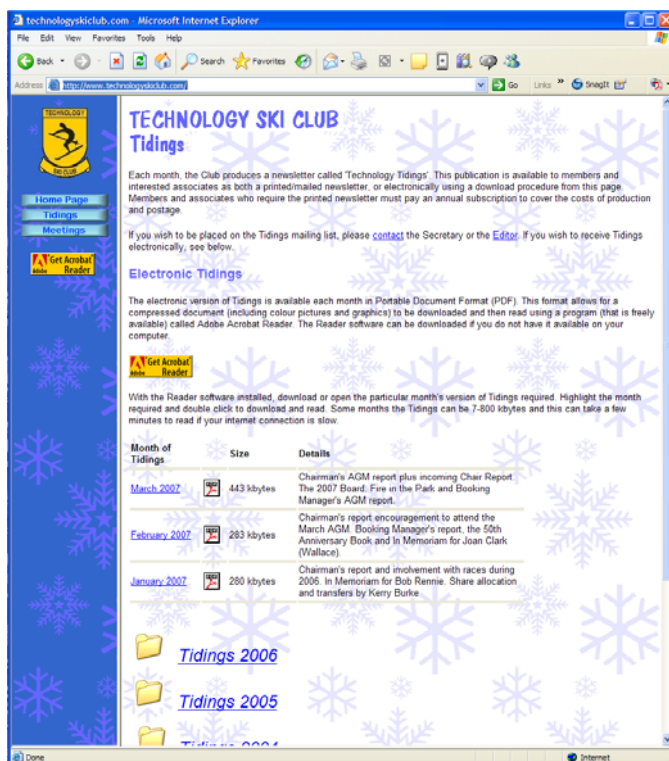 technologyskiclub.com - Microsoft Internet Explorer
File Edit View Favorites Tools Help
Back Search Favorites
Address http://www.technologyskiclub.com/ Go Links » SnagIt
TECHNOLOGY
SKI CLUB
Home Page
Tidings
Meetings
Get Acrobat
Adobe Reader
TECHNOLOGY SKI CLUB
Tidings
Each month, the Club produces a newsletter called 'Technology Tidings'. This publication is available to members and
interested associates as both a printed/mailed newsletter, or electronically using a download procedure from this page.
Members and associates who require the printed newsletter must pay an annual subscription to cover the costs of production
and postage.
If you wish to be placed on the Tidings mailing list, please contact the Secretary or the Editor. If you wish to receive Tidings
electronically, see below.
Electronic Tidings
The electronic version of Tidings is available each month in Portable Document Format (PDF). This format allows for a
compressed document (including colour pictures and graphics) to be downloaded and then read using a program (that is freely
available) called Adobe Acrobat Reader. The Reader software can be downloaded if you do not have it available on your
computer.
Get Acrobat
Adobe Reader
With the Reader software installed, download or open the particular month's version of Tidings required. Highlight the month
required and double click to download and read. Some months the Tidings can be 7-800 kbytes and this can take a few
minutes to read if your internet connection is slow.
Month of
Tidings Size Details
March 2007 443 kbytes Chairman's AGM report plus incoming Chair Report
The 2007 Board. Fire in the Park and Booking
Manager's AGM report.
February 2007 283 kbytes Chairman's report encouragement to attend the
March AGM. Booking Manager's report, the 50th
Anniversary Book and In Memoriam for Joan Clark
(Wallace).
January 2007 280 kbytes Chairman's report and involvement with races during
2006. In Memoriam for Bob Rennie. Share allocation
and transfers by Kerry Burke.
Tidings 2006
Tidings 2005
Tidings 2004
Done Internet